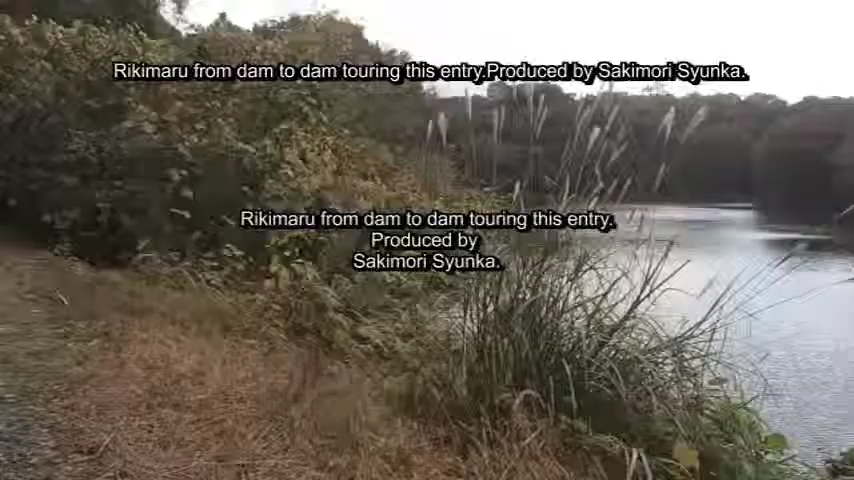 Rikimaru from dam to dam touring this entry.Produced by Sakimori Syunka.
Rikimaru from dam to dam touring this entry.
Produced by
Sakimori Syunka.